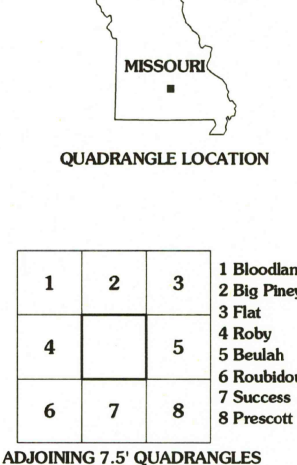 MISSOURI
QUADRANGLE LOCATION
1 2 3
4 5
6 7 8
1 Bloodlan
2 Big Piney
3 Flat
4 Roby
5 Beulah
6 Roubidou
7 Success
8 Prescott
ADJOINING 7.5' QUADRANGLES